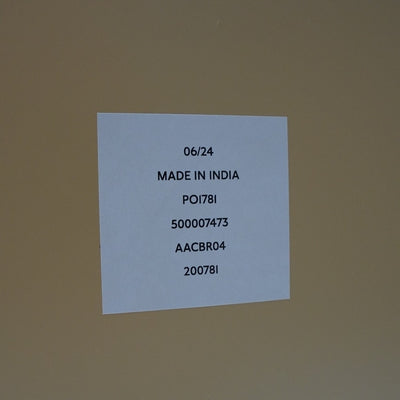 06/24
MADE IN INDIA
PO1781
500007473
AACBR04
200781